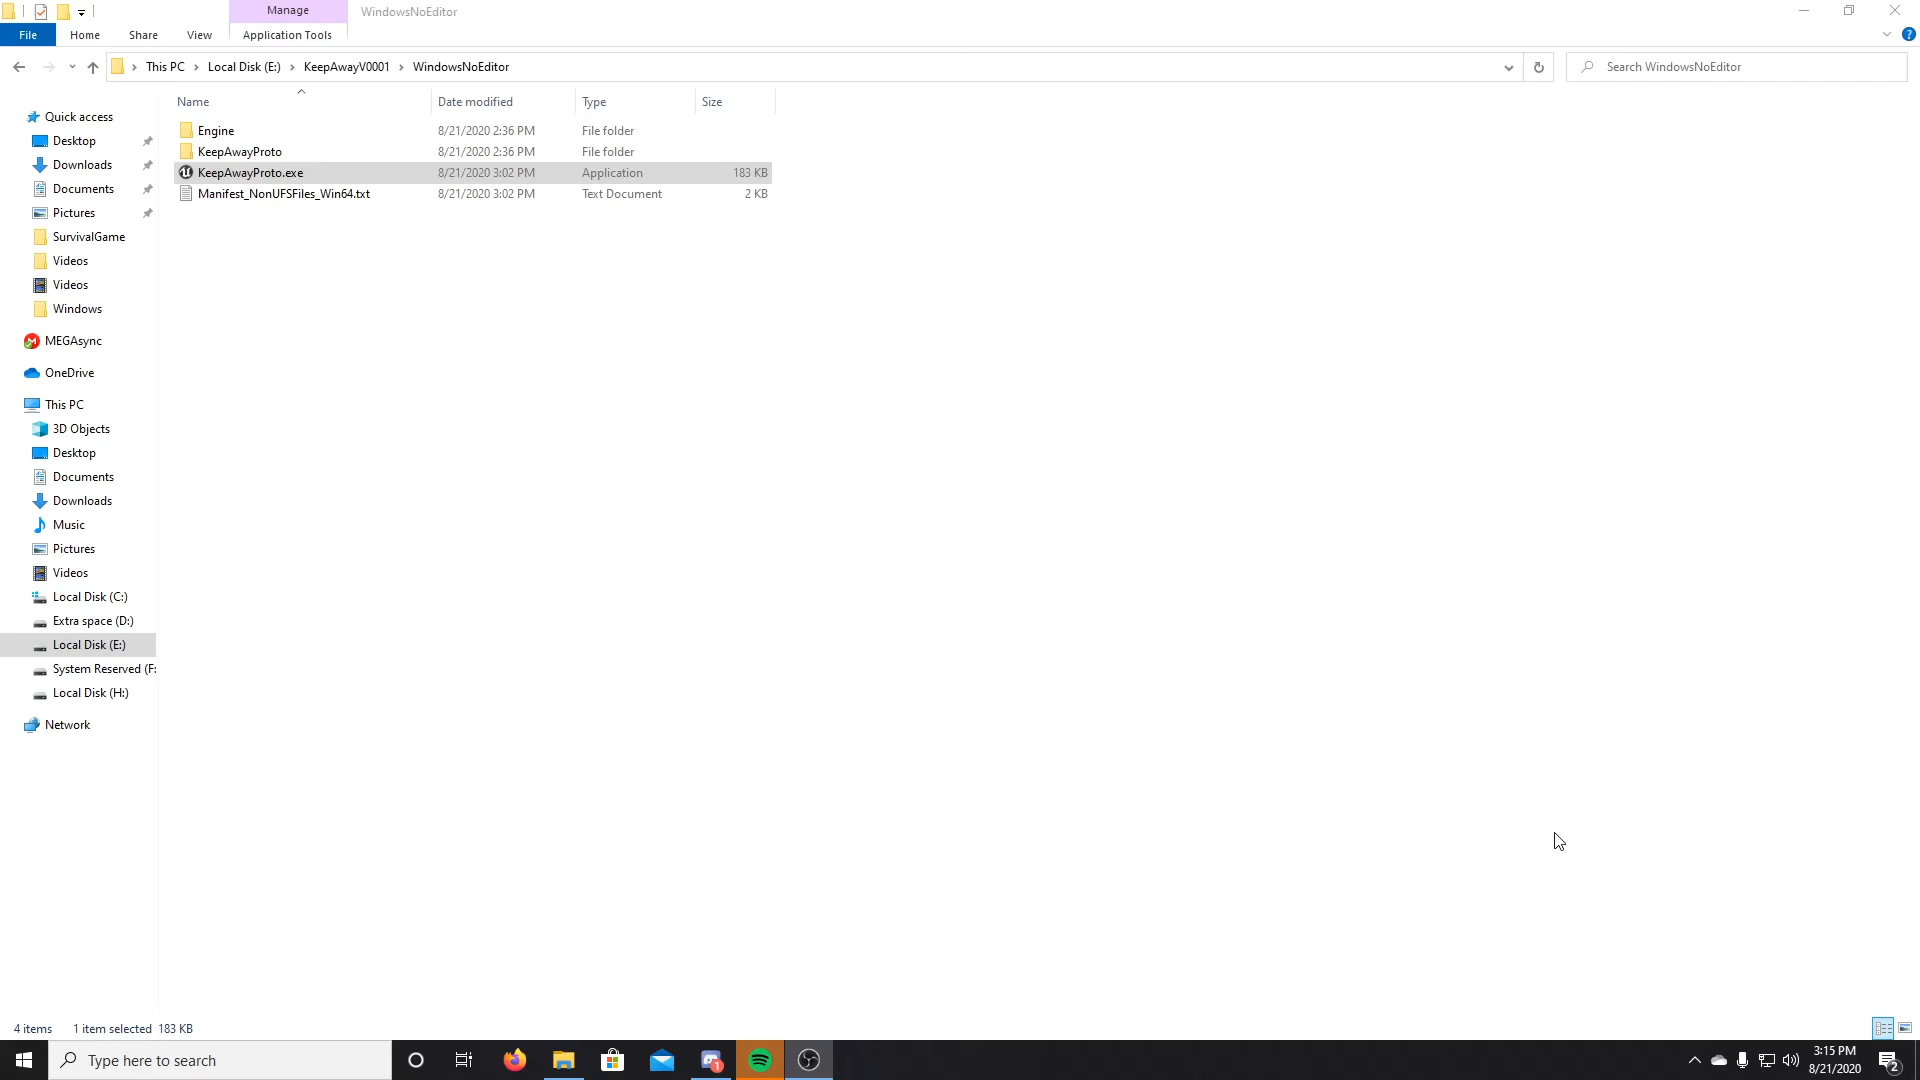 Manage
WindowsNoEditor
File
Home
Share
View
Application Tools
This PC
Local Disk (E:)
KeepAwayV0001
WindowsNoEditor
Search WindowsNoEditor
Name
Date modified
Type
Size
Engine
8/21/2020 2:36 PM
File folder
KeepAwayProto
8/21/2020 2:36 PM
File folder
KeepAwayProto.exe
8/21/2020 3:02 PM
Application
183 KB
Manifest_NonUFSFiles_Win64.txt
8/21/2020 3:02 PM
Text Document
2 KB
Quick access
Desktop
Downloads
Documents
Pictures
SurvivalGame
Videos
Videos
Windows
MEGAsync
OneDrive
This PC
3D Objects
Desktop
Documents
Downloads
Music
Pictures
Videos
Local Disk (C:)
Extra space (D:)
Local Disk (E:)
System Reserved (F:
Local Disk (H:)
Network
4 items
1 item selected 183 KB
Type here to search
1
3:15 PM
8/21/2020
2